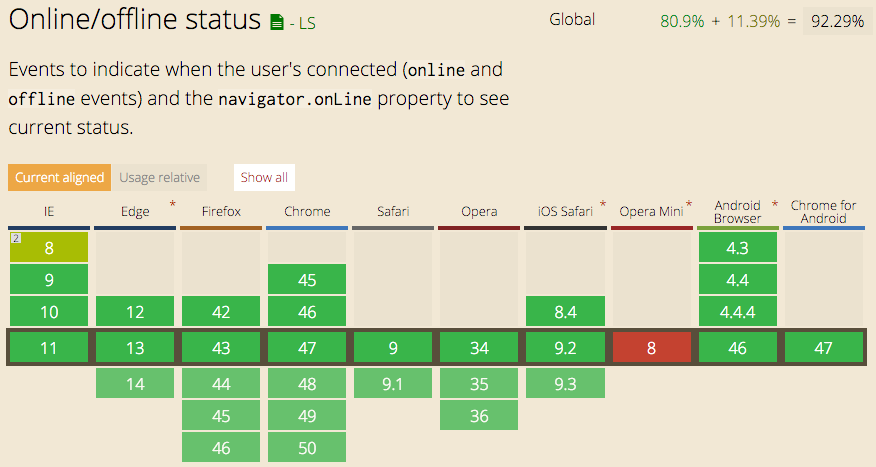 Online/offline status - LS
Global 80.9% + 11.39% = 92.29%
Events to indicate when the user's connected (online and
offline events) and the navigator.onLine property to see
current status.
Current aligned Usage relative Show all
IE Edge * Firefox Chrome Safari Opera iOS Safari * Opera Mini * Android Browser * Chrome for Android
2 8 4.3
9 45 4.4
10 12 42 46 8.4 4.4.4
11 13 43 47 9 34 9.2 8 46 47
14 44 48 9.1 35 9.3
45 49 36
46 50